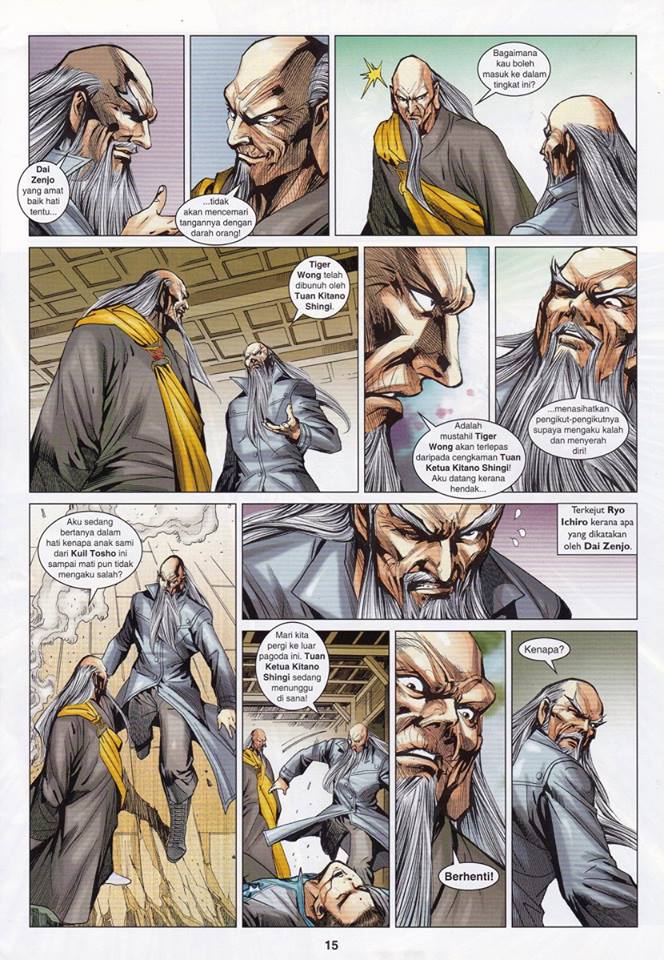 Dai
Zenjo
yang amat
baik hati
tentu...
...tidak
akan mencemari
tangannya dengan
darah orang!
Bagaimana
kau boleh
masuk ke dalam
tingkat ini?
Tiger
Wong telah
dibunuh oleh
Tuan Kitano
Shingi.
Adalah
mustahil Tiger
Wong akan terlepas
daripada cengkaman Tuan
Ketua Kitano Shingi!
Aku datang kerana
hendak...
...menasihatkan
pengikut-pengikutnya
supaya mengaku kalah
dan menyerah
diri!
Aku sedang
bertanya dalam
hati kenapa anak sami
dari Kuil Tosho ini
sampai mati pun tidak
mengaku salah?
Terkejut Ryo
Ichiro kerana apa
yang dikatakan
oleh Dai Zenjo.
Mari kita
pergi ke luar
pagoda ini. Tuan
Ketua Kitano
Shingi sedang
menunggu
di sana!
Berhenti!
Kenapa?
15